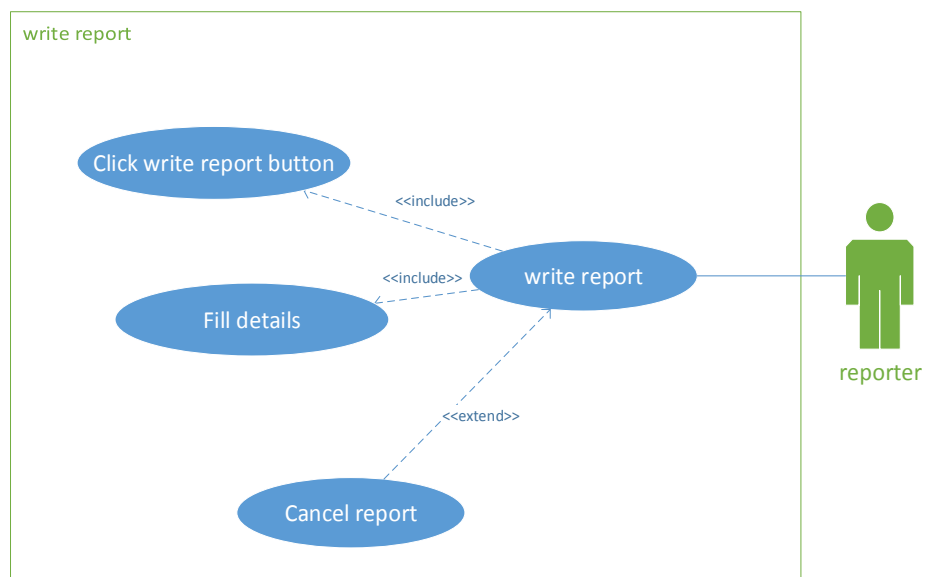 write report
Click write report button
<<include>>
<<include>>
write report
Fill details
reporter
<<extend>>
Cancel report